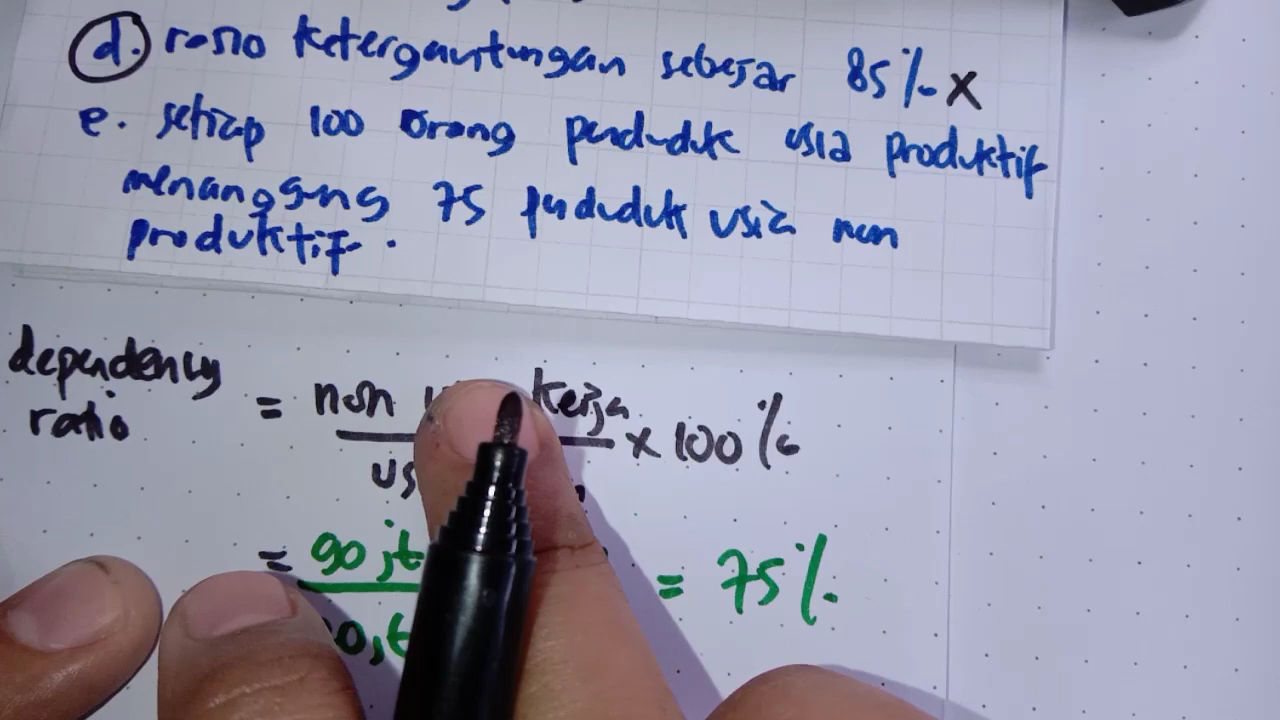 d. rasio ketergantungan sebesar 85% x
e. setiap 100 orang penduduk usia produktif
menanggung 75 penduduk usia non
produktif.
dependency
ratio
= non kerja x 100%
= 90 jt = 75%